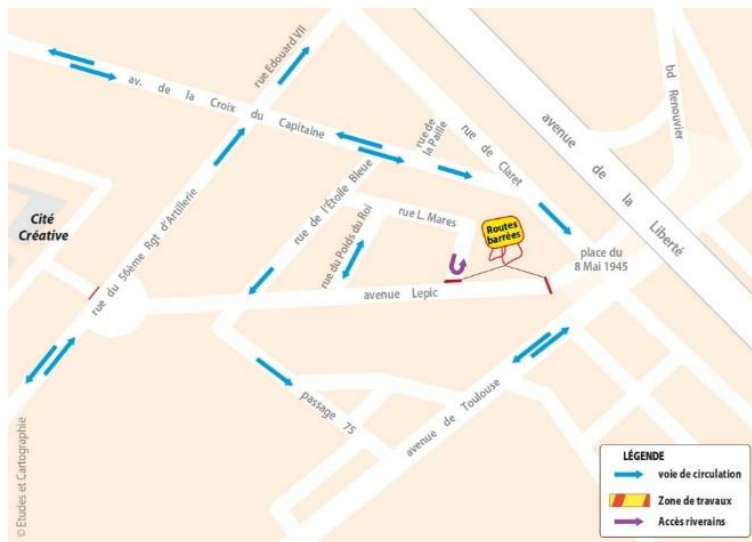 rue Edouard VII
bd Renouvier
av. de la Croix du Capitaine
rue de
la Paille
rue de Claret
avenue de la Liberté
Cité
Créative
rue du 56ème Rgt d'Artillerie
rue de l'Étoile Bleue
rue du Poids du Roi
rue L. Mares
Routes
barrées
place du
8 Mai 1945
avenue Lepic
passage 75
avenue de Toulouse
© Etudes et Cartographie
LÉGENDE
voie de circulation
Zone de travaux
Accès riverains